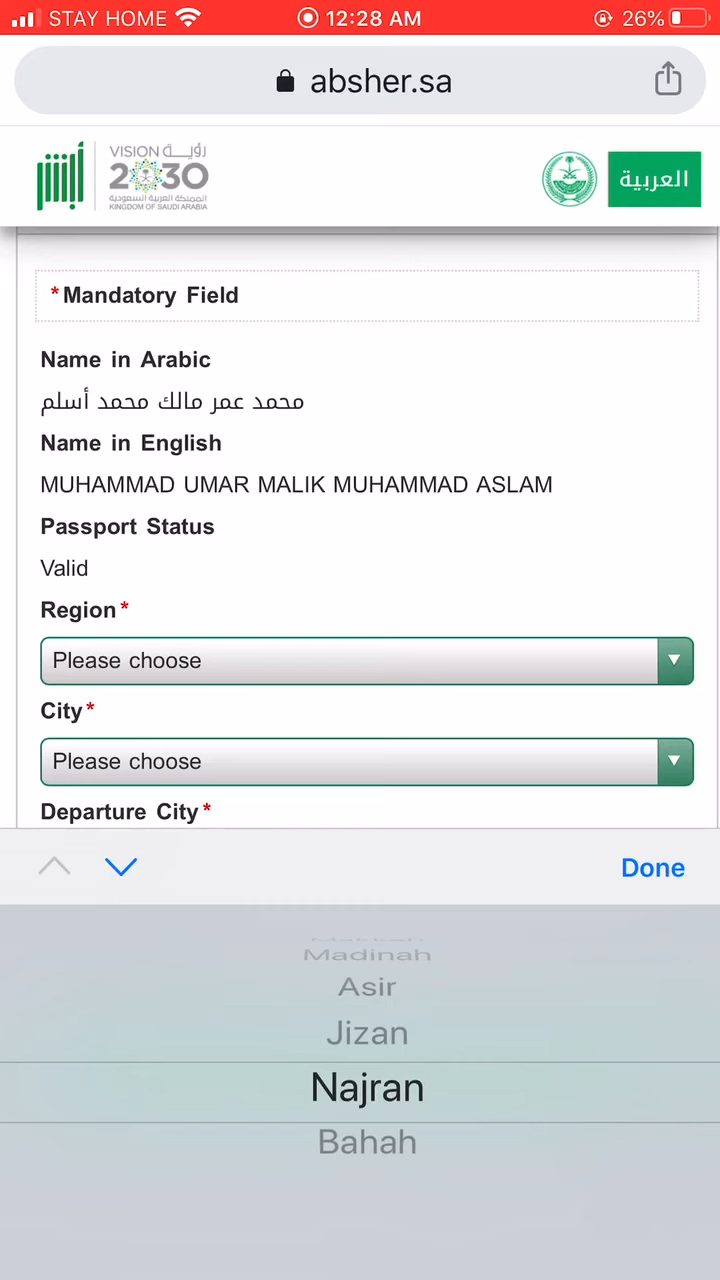 STAY HOME 12:28 AM 26%
absher.sa
أبشر
VISION رؤيـــة
2030
المملكة العربية السعودية
KINGDOM OF SAUDI ARABIA
العربية
*Mandatory Field
Name in Arabic
محمد عمر مالك محمد أسلم
Name in English
MUHAMMAD UMAR MALIK MUHAMMAD ASLAM
Passport Status
Valid
Region*
Please choose
City*
Please choose
Departure City*
Done
Madinah
Asir
Jizan
Najran
Bahah